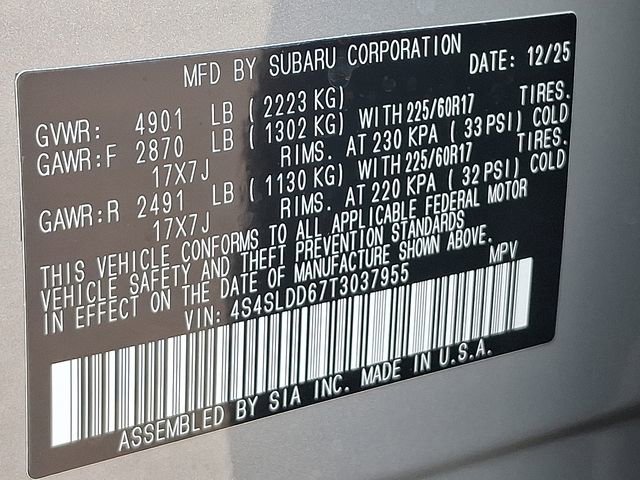 MFD BY SUBARU CORPORATION DATE: 12/25
GVWR: 4901 LB ( 2223 KG)
GAWR:F 2870 LB ( 1302 KG) WITH 225/60R17 TIRES.
17X7J RIMS. AT 230 KPA ( 33 PSI) COLD
GAWR:R 2491 LB ( 1130 KG) WITH 225/60R17 TIRES.
17X7J RIMS. AT 220 KPA ( 32 PSI) COLD
THIS VEHICLE CONFORMS TO ALL APPLICABLE FEDERAL MOTOR
VEHICLE SAFETY AND THEFT PREVENTION STANDARDS
IN EFFECT ON THE DATE OF MANUFACTURE SHOWN ABOVE.
VIN: 4S4SLDD67T3037955 MPV
ASSEMBLED BY SIA INC. MADE IN U.S.A.